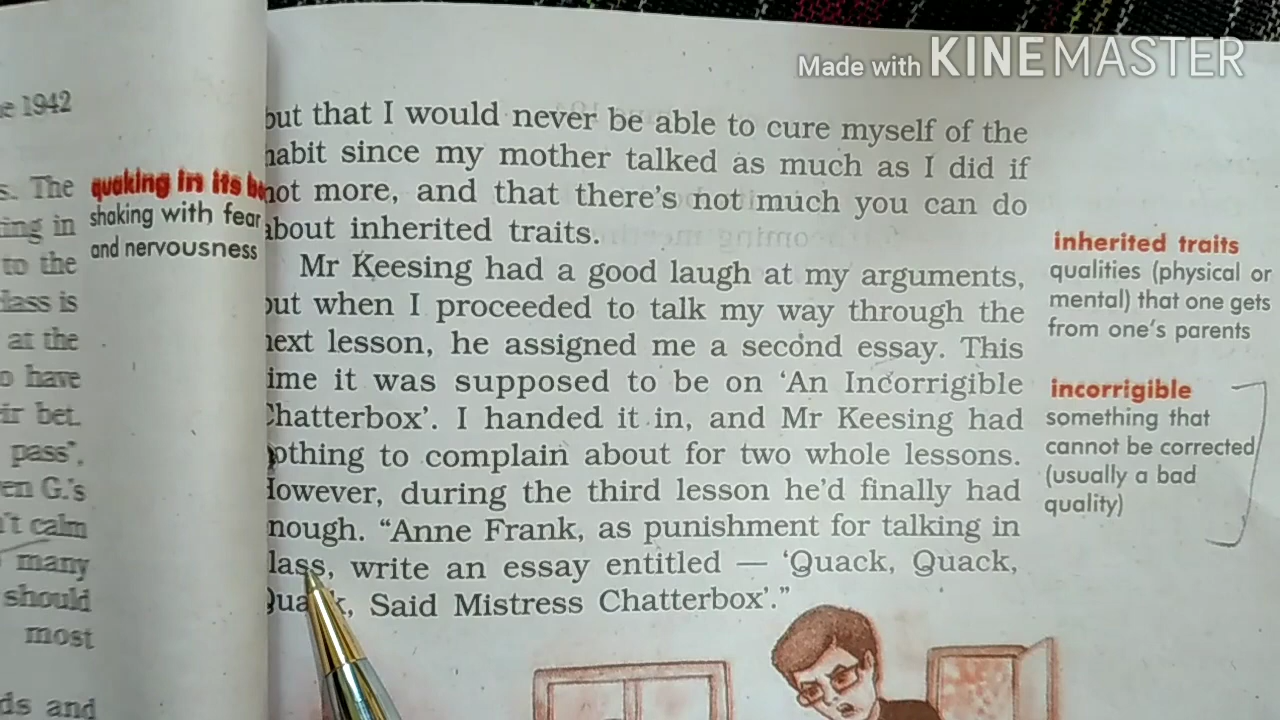 Made with KINEMASTER
e 1942
s. The
ing in
to the
lass is
at the
o have
ir bet.
pass",
en G.'s
't calm
many
should
most
ds and
quaking in its
shaking with fear
and nervousness
but that I would never be able to cure myself of the
habit since my mother talked as much as I did if
not more, and that there's not much you can do
about inherited traits.
Mr Keesing had a good laugh at my arguments,
but when I proceeded to talk my way through the
next lesson, he assigned me a second essay. This
ime it was supposed to be on 'An Incorrigible
Chatterbox'. I handed it in, and Mr Keesing had
othing to complain about for two whole lessons.
However, during the third lesson he'd finally had
nough. "Anne Frank, as punishment for talking in
lass, write an essay entitled — 'Quack, Quack,
Said Mistress Chatterbox'."
inherited traits
qualities (physical or
mental) that one gets
from one's parents
incorrigible
something that
cannot be corrected
(usually a bad
quality)